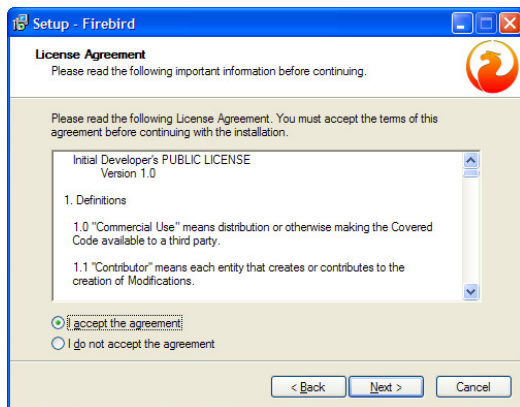 Setup - Firebird
License Agreement
Please read the following important information before continuing.
Please read the following License Agreement. You must accept the terms of this
agreement before continuing with the installation.
Initial Developer's PUBLIC LICENSE
Version 1.0
1. Definitions
1.0 "Commercial Use" means distribution or otherwise making the Covered
Code available to a third party.
1.1 "Contributor" means each entity that creates or contributes to the
creation of Modifications.
I accept the agreement
I do not accept the agreement
< Back Next > Cancel